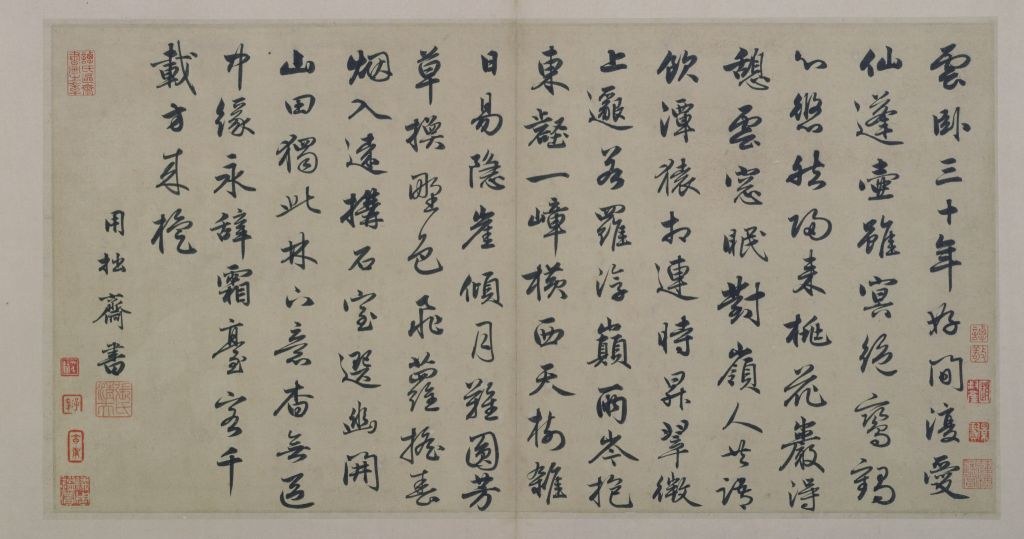 雲臥三十年好閒復愛
仙蓬壺雖冥絕鸞鶴
心悠然歸來桃花巖得
憩雲窓眠對嶺人共語
飲潭猿相連時昇翠微
上邈若羅浮巔兩岑抱
東壑一嶂橫西天樹雜
日易隱崖傾月難圓芳
草換野色飛蘿搖春
烟入遠搆石室選幽開
山田獨此林下意杳無區
中緣永辭霜臺客千
載方來旋
用拙齋書